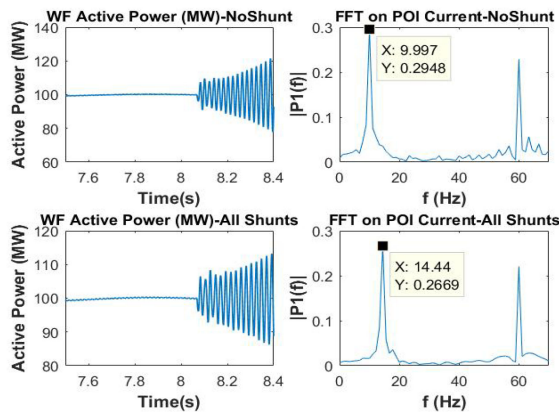 WF Active Power (MW)-NoShunt
FFT on POI Current-NoShunt
Active Power (MW)
140
120
100
80
60
7.6
7.8
8
8.2
8.4
Time(s)
|P1(f)|
0.3
0.2
0.1
0
X: 9.997
Y: 0.2948
0
20
40
60
f (Hz)
WF Active Power (MW)-All Shunts
FFT on POI Current-All Shunts
Active Power (MW)
120
110
100
90
80
7.6
7.8
8
8.2
8.4
Time(s)
|P1(f)|
0.3
0.2
0.1
0
X: 14.44
Y: 0.2669
0
20
40
60
f (Hz)